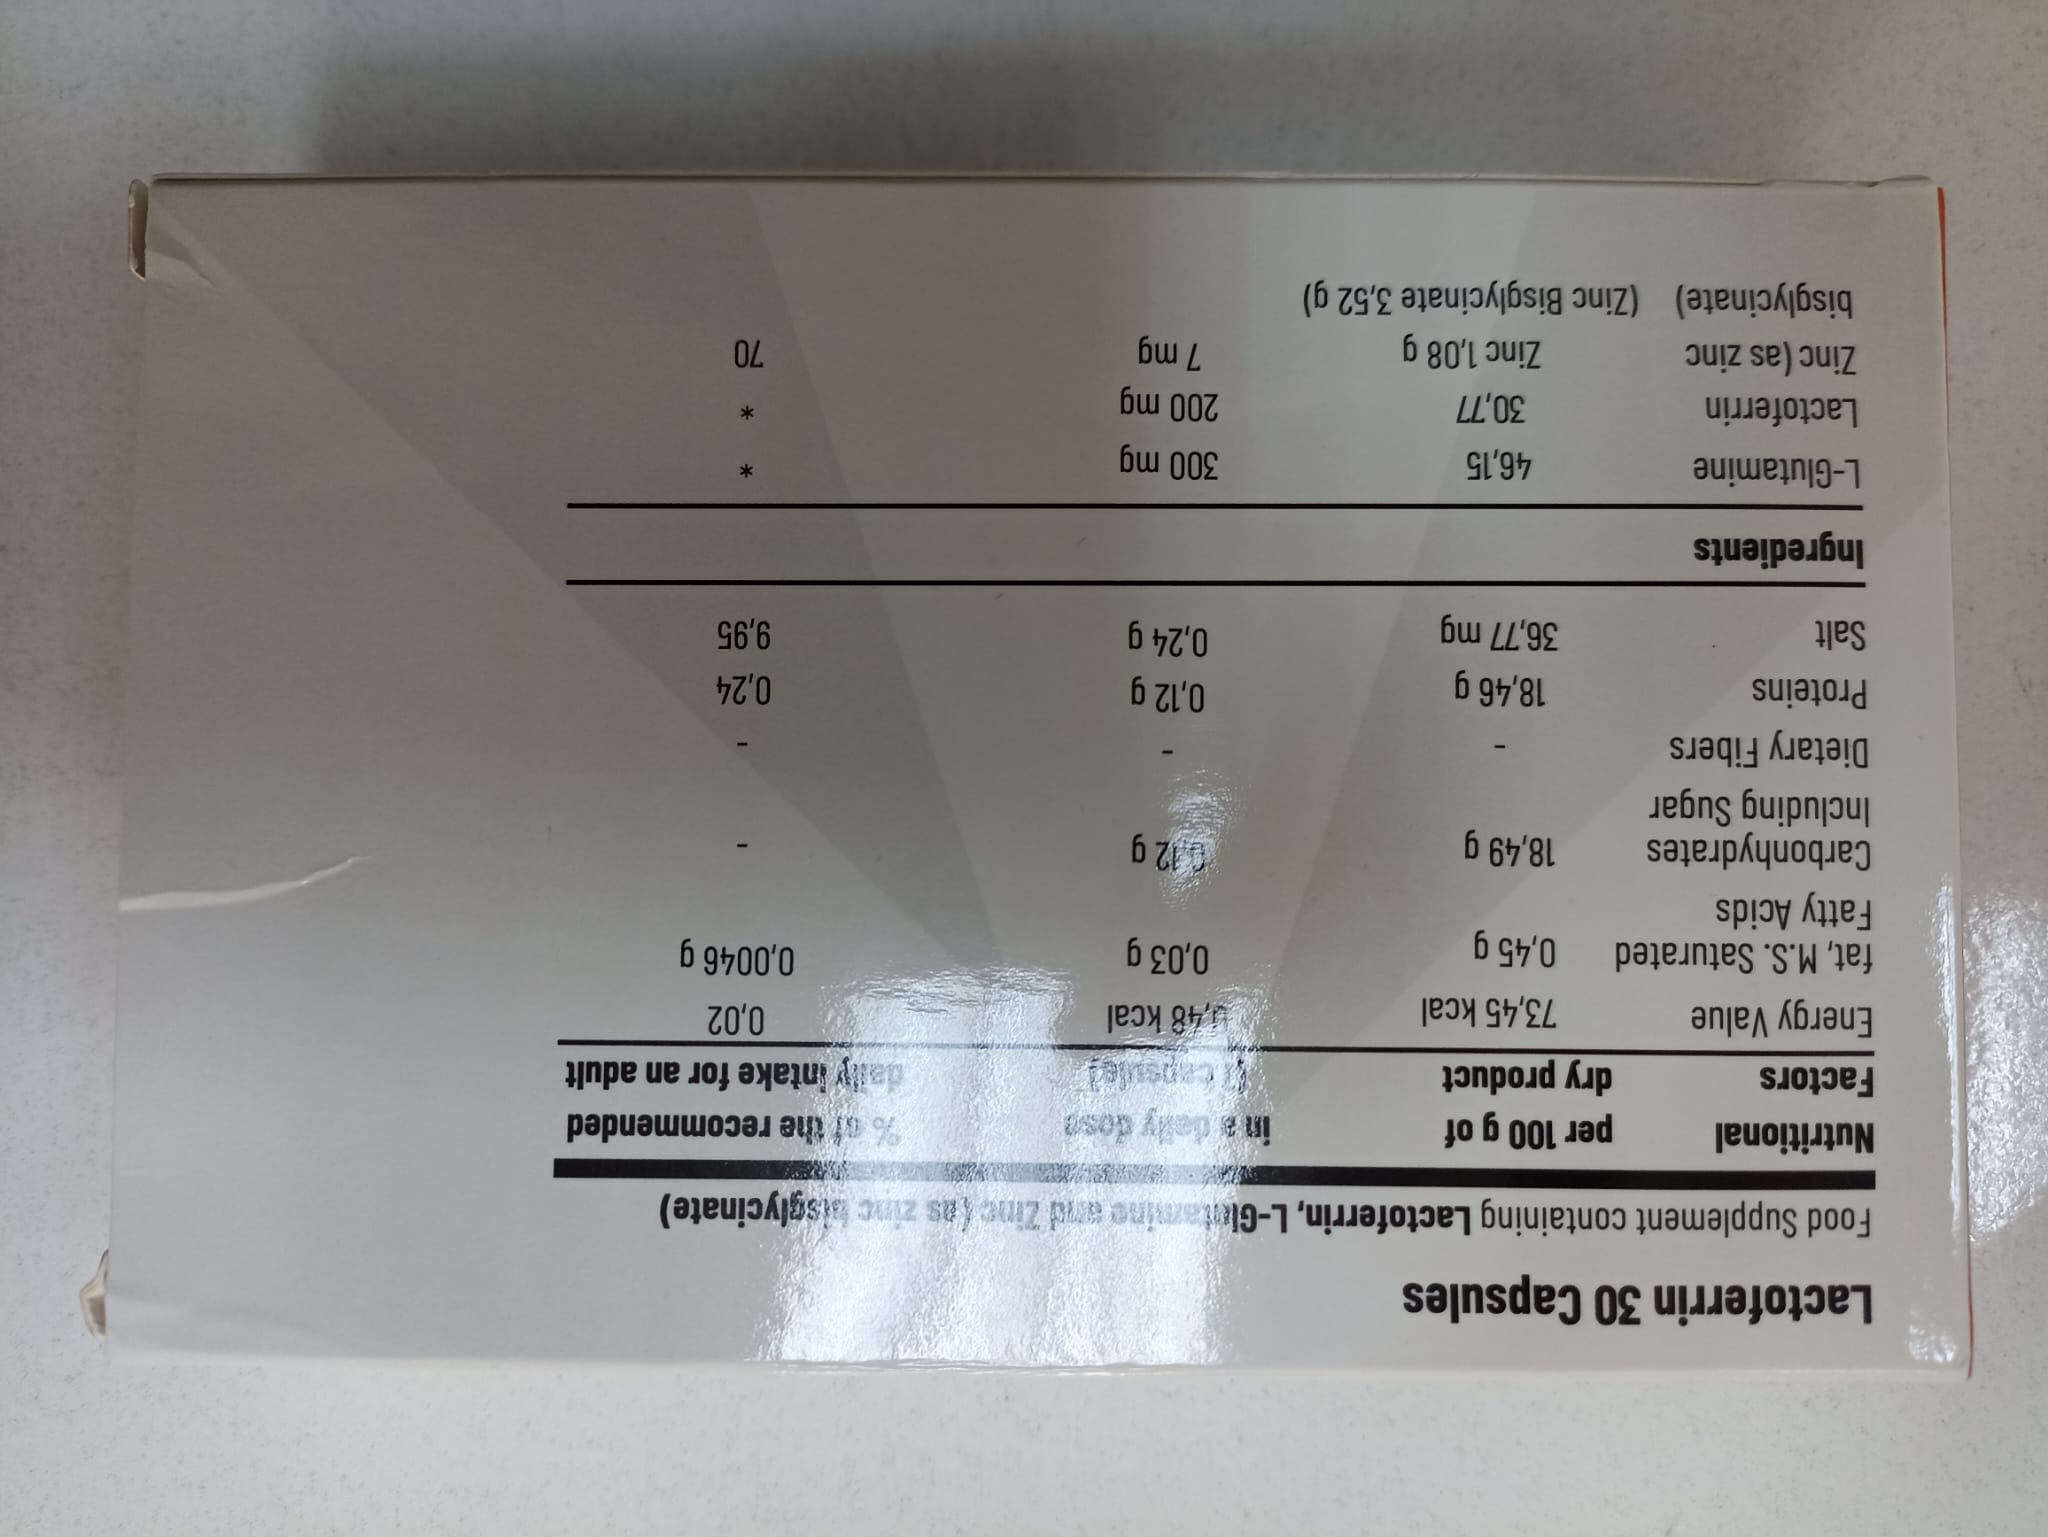 Lactoferrin 30 Capsules
Food Supplement containing Lactoferrin, L-Glutamine and Zinc (as zinc bisglycinate)
Nutritional per 100 g of in a daily dose % of the recommended
Factors dry product (1 capsule) daily intake for an adult
Energy Value 73,45 kcal 0,48 kcal 0,02
fat, M.S. Saturated 0,45 g 0,03 g 0,0046 g
Fatty Acids
Carbonhydrates 18,49 g 0,12 g -
Including Sugar
Dietary Fibers - - -
Proteins 18,46 g 0,12 g 0,24
Salt 36,77 mg 0,24 g 9,95
Ingredients
L-Glutamine 46,15 300 mg *
Lactoferrin 30,77 200 mg *
Zinc (as zinc Zinc 1,08 g 7 mg 70
bisglycinate) (Zinc Bisglycinate 3,52 g)